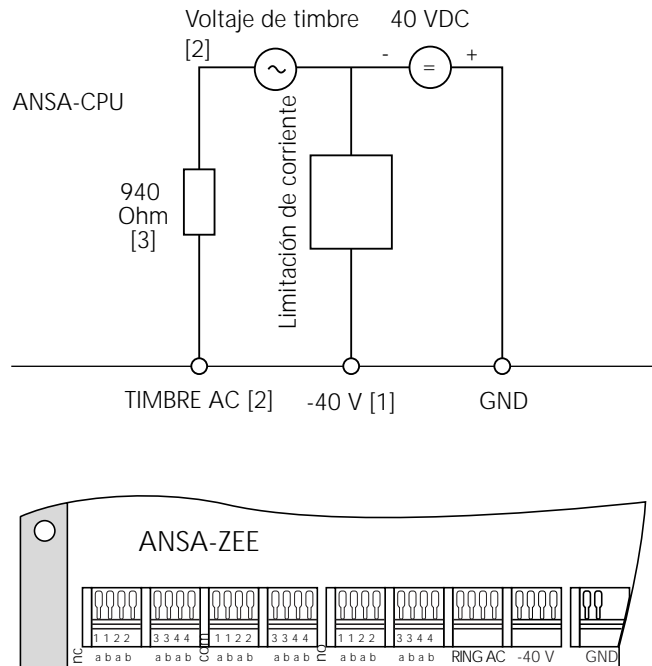 Voltaje de timbre 40 VDC
[2]
- = +
~
ANSA-CPU
Limitación de corriente
940
Ohm
[3]
TIMBRE AC [2] -40 V [1] GND
ANSA-ZEE
1 1 2 2 3 3 4 4 1 1 2 2 3 3 4 4 1 1 2 2 3 3 4 4
nc a b a b a b a b com a b a b a b a b no a b a b a b a b RING AC -40 V GND